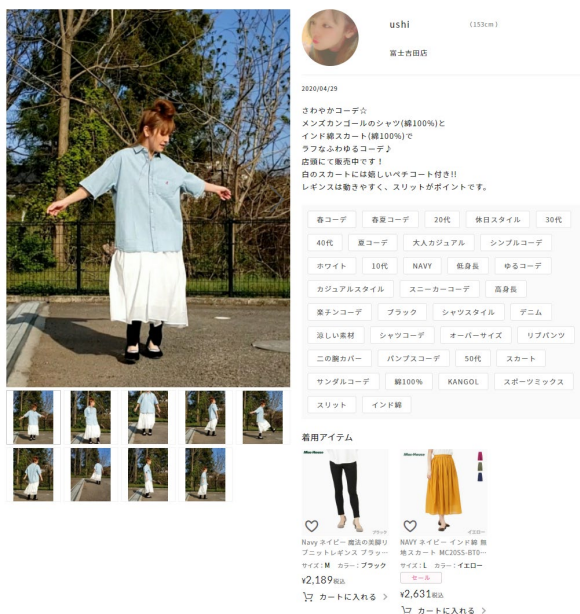 ushi
(153cm)
富士吉田店
2020/04/29
さわやかコーデ☆
メンズカンゴールのシャツ(綿100%)と
インド綿スカート(綿100%)で
ラフなふわゆるコーデ♪
店頭にて販売中です！
白のスカートには嬉しいペチコート付き!!
レギンスは動きやすく、スリットがポイントです。
春コーデ 春夏コーデ 20代 休日スタイル 30代
40代 夏コーデ 大人カジュアル シンプルコーデ
ホワイト 10代 NAVY 低身長 ゆるコーデ
カジュアルスタイル スニーカーコーデ 高身長
楽チンコーデ ブラック シャツスタイル デニム
涼しい素材 シャツコーデ オーバーサイズ リブパンツ
二の腕カバー パンプスコーデ 50代 スカート
サンダルコーデ 綿100% KANGOL スポーツミックス
スリット インド綿
着用アイテム
Mac-House
ブラック
Navy ネイビー 魔法の美脚リ
ブニットレギンス ブラッ…
サイズ：M カラー：ブラック
¥2,189税込
カートに入れる
Mac-House
イエロー
NAVY ネイビー インド綿 無
地スカート MC20SS-BT0…
サイズ：L カラー：イエロー
セール
¥2,631税込
カートに入れる